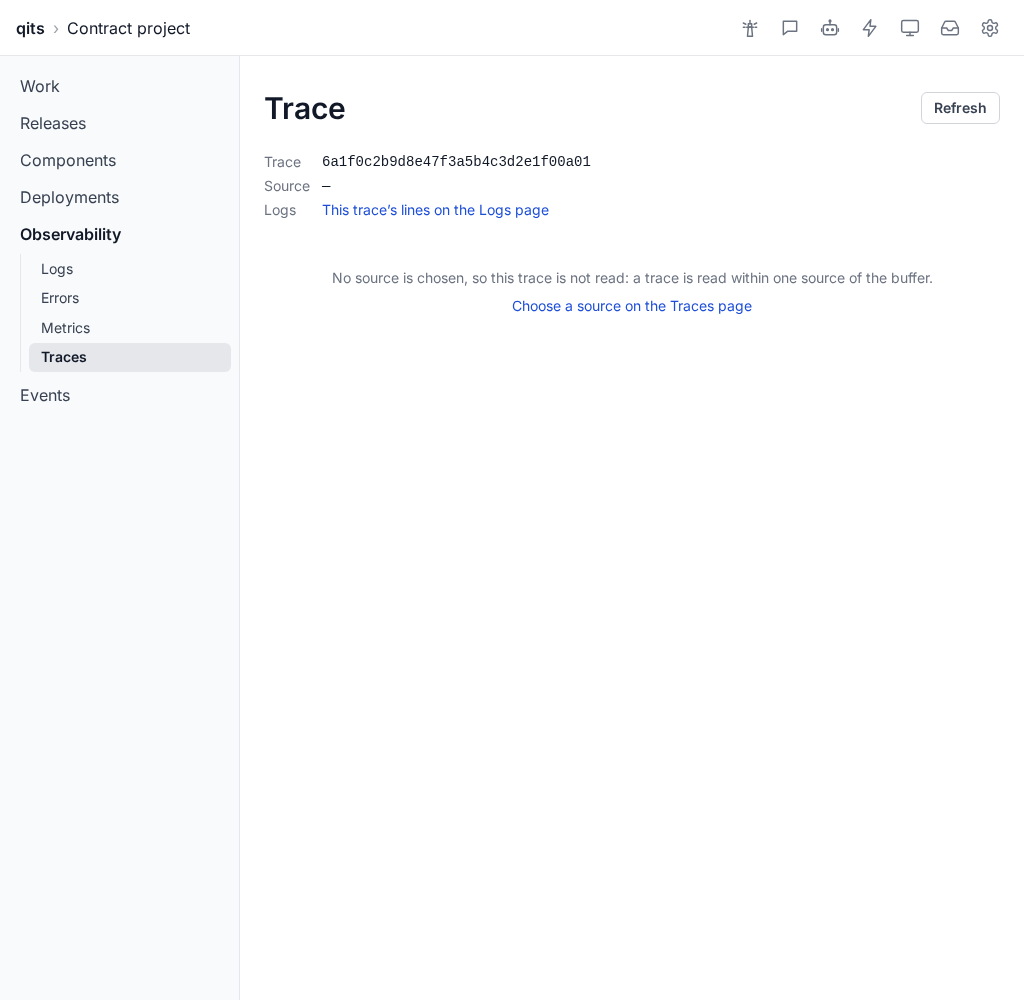 qits › Contract project
Work
Releases
Components
Deployments
Observability
Logs
Errors
Metrics
Traces
Events
Trace
Refresh
Trace 6a1f0c2b9d8e47f3a5b4c3d2e1f00a01
Source —
Logs This trace’s lines on the Logs page
No source is chosen, so this trace is not read: a trace is read within one source of the buffer.
Choose a source on the Traces page